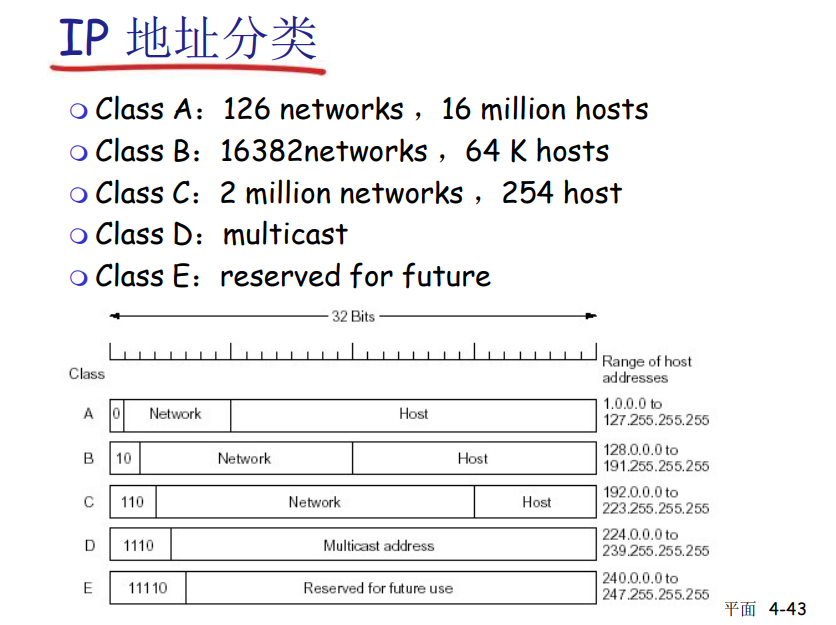 IP 地址分类
Class A：126 networks ，16 million hosts
Class B：16382networks ，64 K hosts
Class C：2 million networks ，254 host
Class D：multicast
Class E：reserved for future
32 Bits
Class
Range of host
addresses
A 0 Network Host 1.0.0.0 to
127.255.255.255
B 10 Network Host 128.0.0.0 to
191.255.255.255
C 110 Network Host 192.0.0.0 to
223.255.255.255
D 1110 Multicast address 224.0.0.0 to
239.255.255.255
E 11110 Reserved for future use 240.0.0.0 to
247.255.255.255
平面 4-43